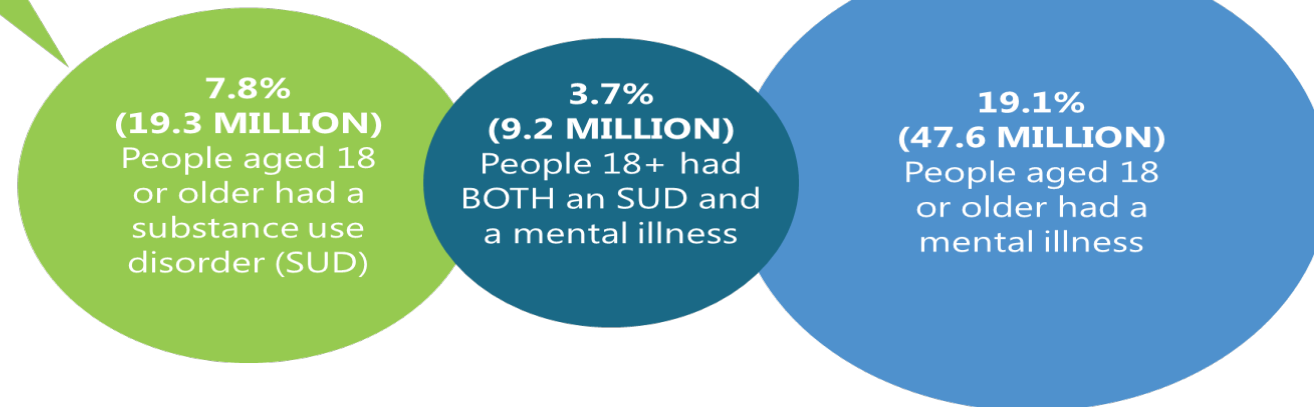 7.8%
(19.3 MILLION)
People aged 18
or older had a
substance use
disorder (SUD)
3.7%
(9.2 MILLION)
People 18+ had
BOTH an SUD and
a mental illness
19.1%
(47.6 MILLION)
People aged 18
or older had a
mental illness